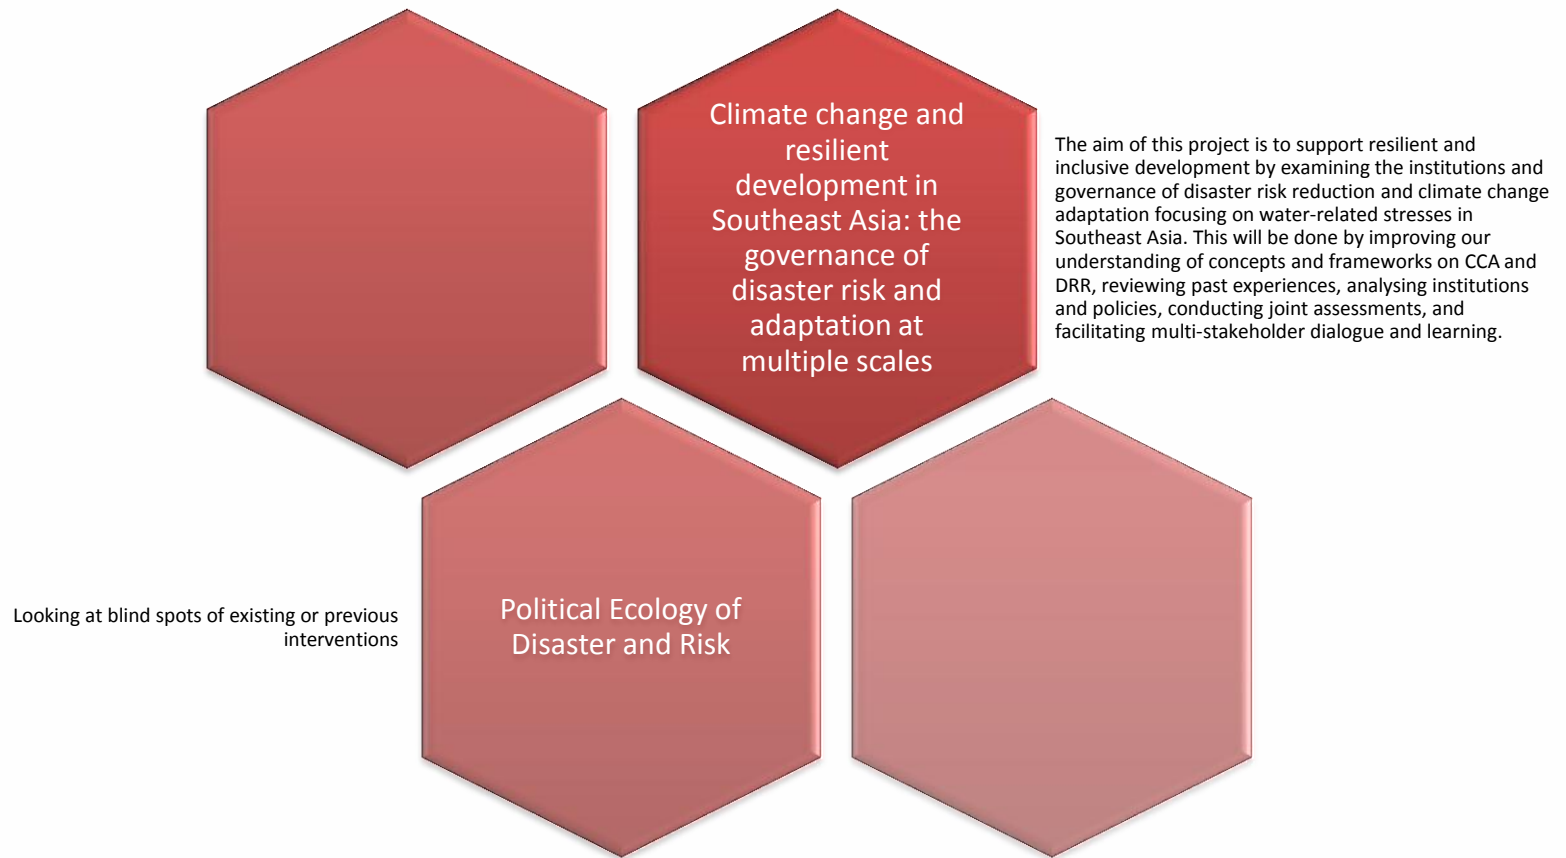 Climate change and
resilient
development in
Southeast Asia: the
governance of
disaster risk and
adaptation at
multiple scales
The aim of this project is to support resilient and
inclusive development by examining the institutions and
governance of disaster risk reduction and climate change
adaptation focusing on water-related stresses in
Southeast Asia. This will be done by improving our
understanding of concepts and frameworks on CCA and
DRR, reviewing past experiences, analysing institutions
and policies, conducting joint assessments, and
facilitating multi-stakeholder dialogue and learning.
Looking at blind spots of existing or previous
interventions
Political Ecology of
Disaster and Risk